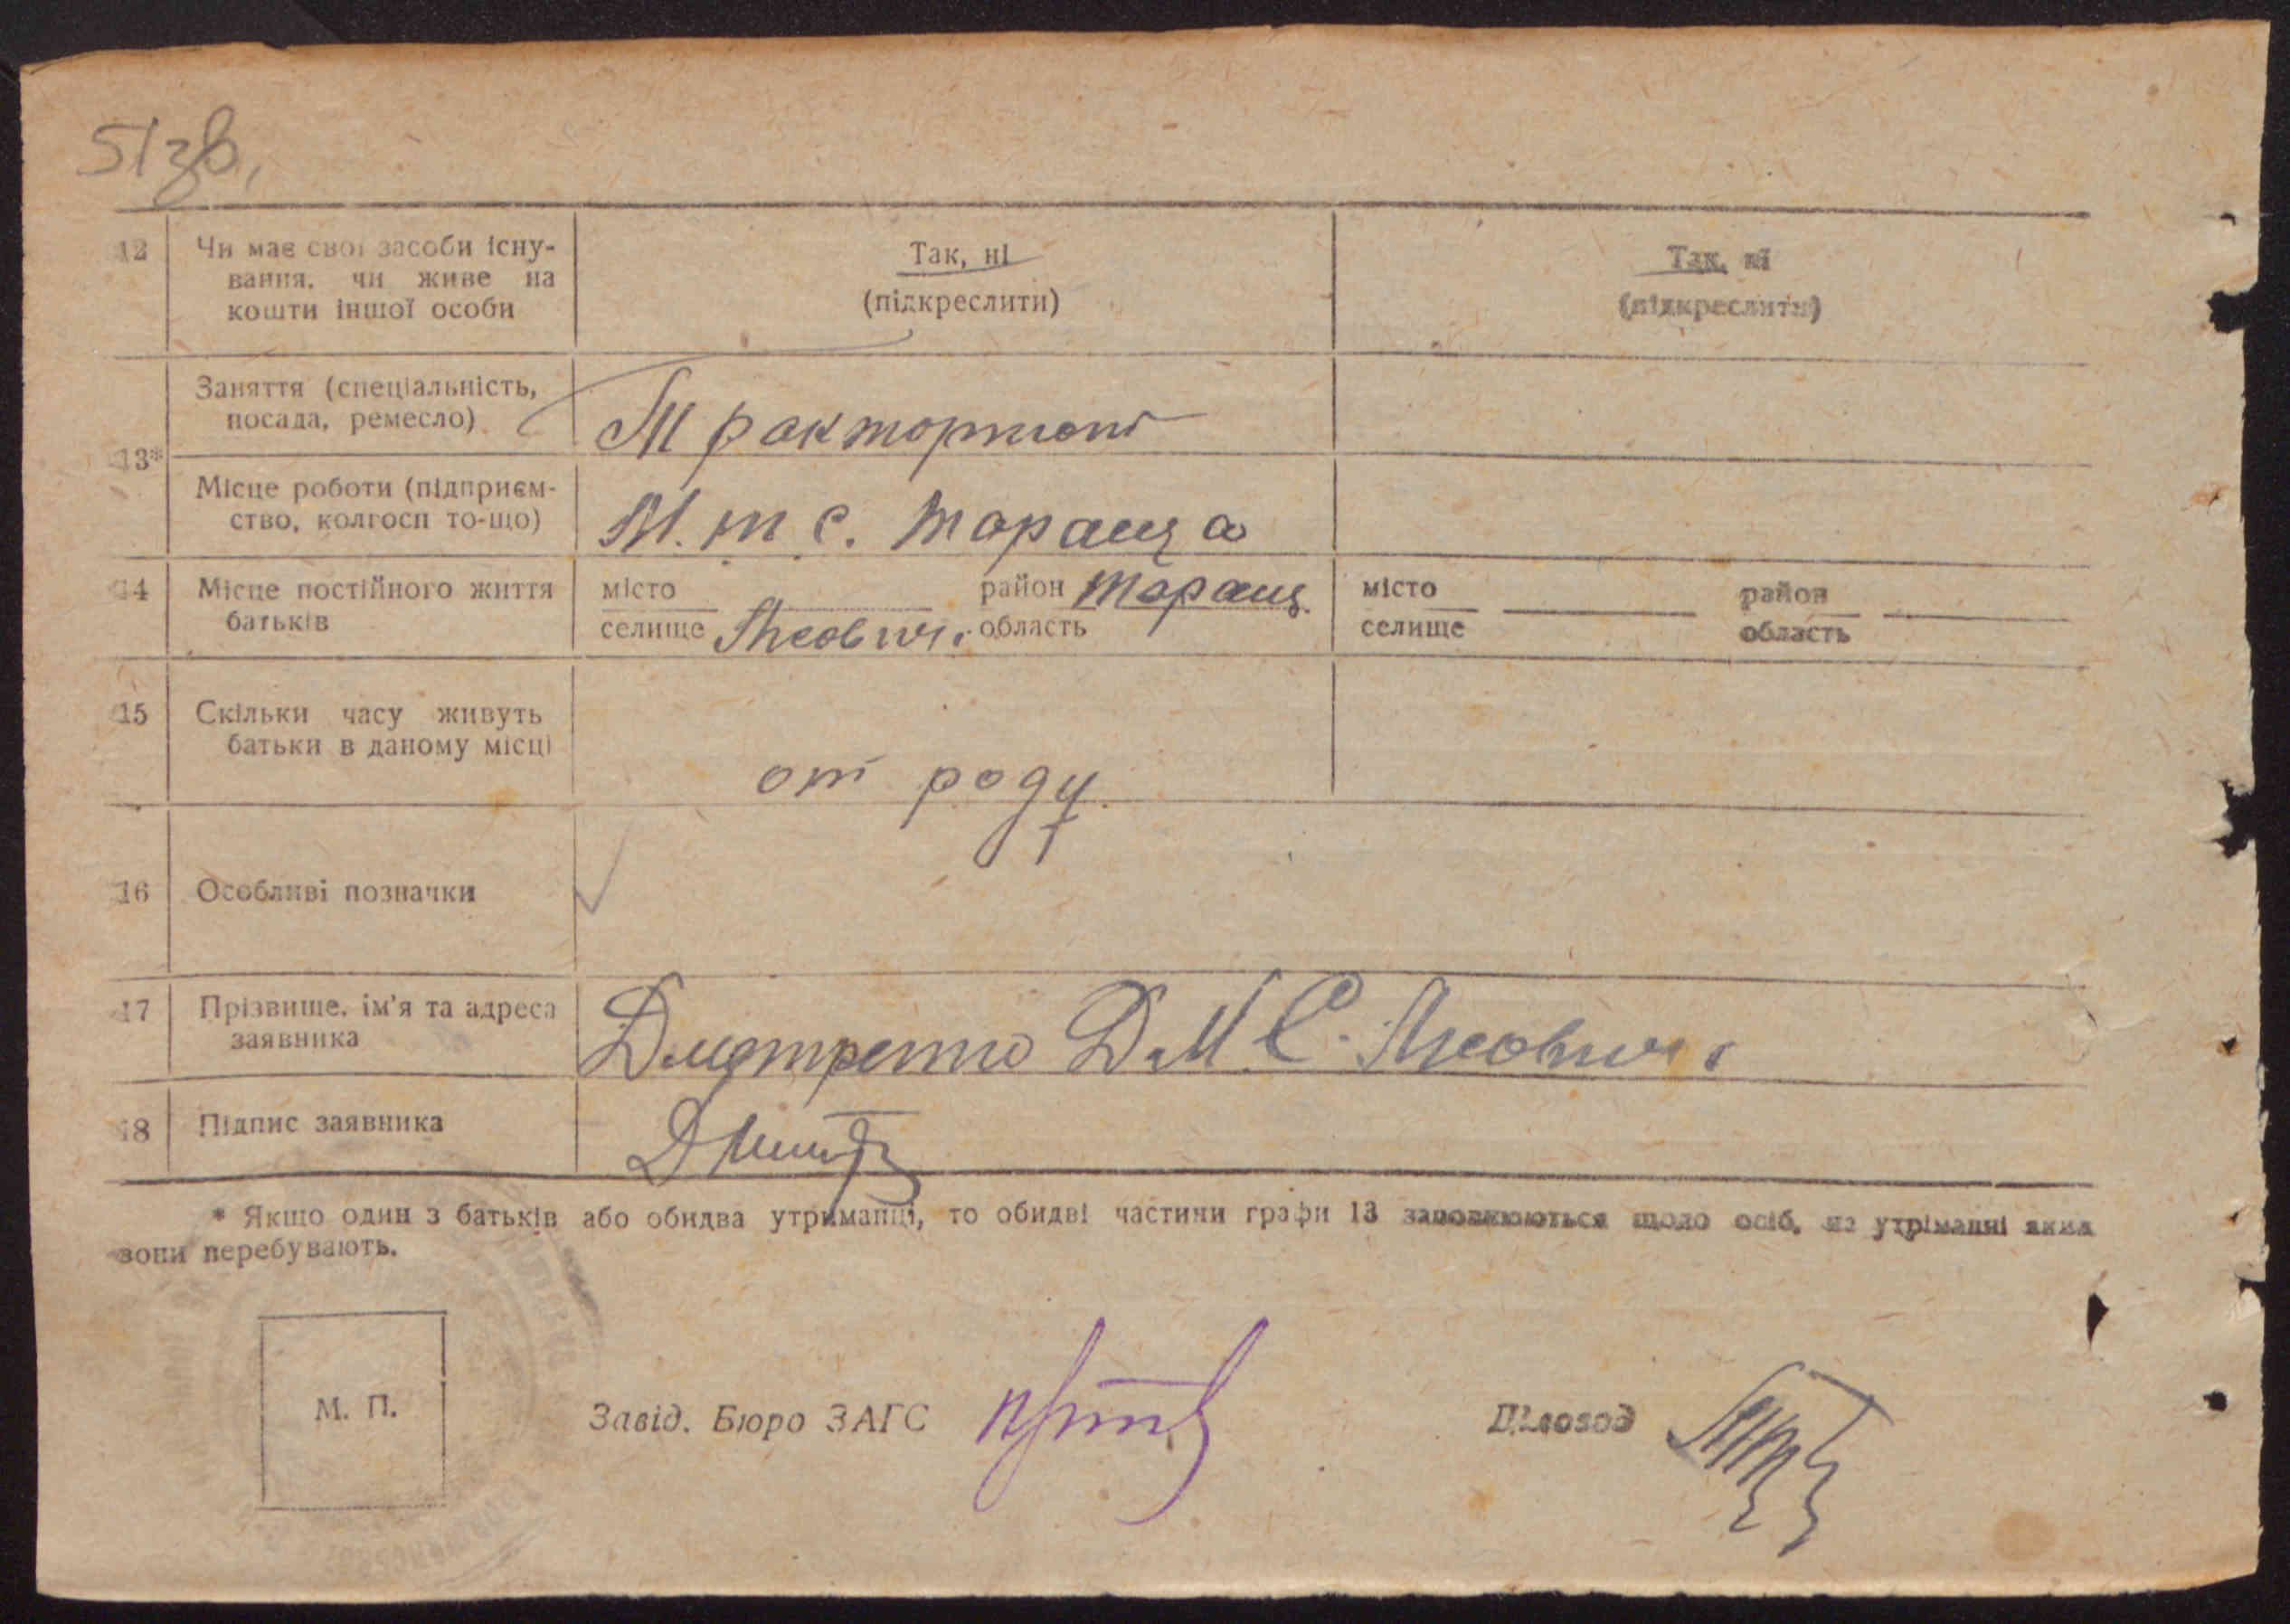 51зв,
12 Чи має свої засоби існу- Так, ні Так, ні
вання, чи живе на (підкреслити) (підкреслити)
кошти іншої особи
Заняття (спеціальність,
посада, ремесло) Тракторист
13*
Місце роботи (підприєм-
ство, колгосп то-що) М.т.с. Тараща
14 Місце постійного життя місто район Тaращ. місто район
батьків селище область селище область
15 Скільки часу живуть
батьки в даному місці
от роду
16 Особливі позначки
17 Прізвище, ім'я та адреса
заявника Д.М. С.
18 Підпис заявника
* Якщо один з батьків або обидва утриманці, то обидві частини графи 13 заповнюються щодо осіб, на утріманні яких
вони перебувають.
М. П. Завід. Бюро ЗАГС Діловод